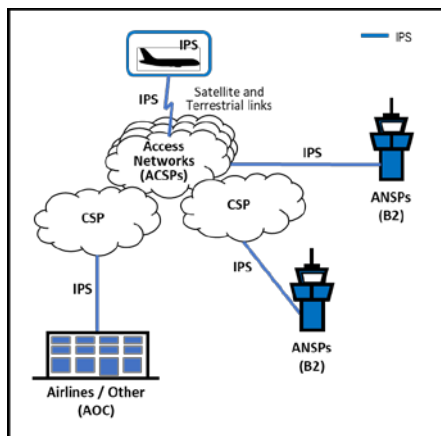 IPS
IPS
Satellite and
IPS
Terrestrial links
Access
Networks
(ACSPs)
IPS
ANSPs
(B2)
CSP
CSP
IPS
IPS
ANSPs
(B2)
Airlines / Other
(AOC)